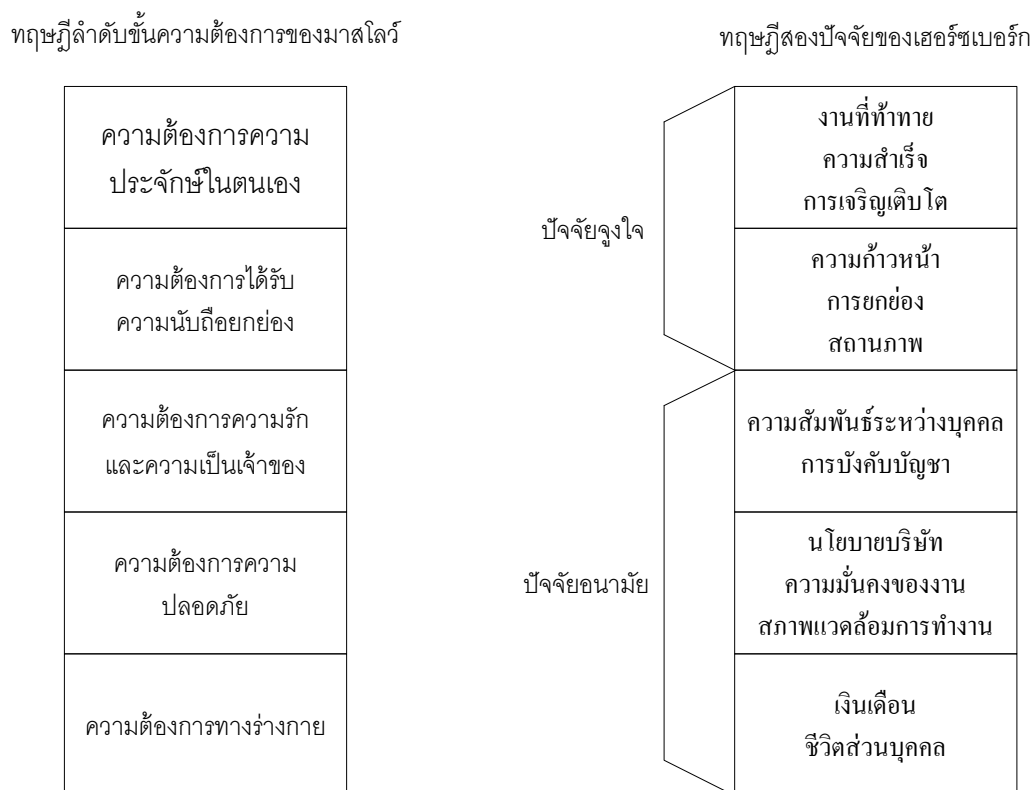 ทฤษฎีลำดับขั้นความต้องการของมาสโลว์
ความต้องการความ
ประจักษ์ในตนเอง
ความต้องการได้รับ
ความนับถือยกย่อง
ความต้องการความรัก
และความเป็นเจ้าของ
ความต้องการความ
ปลอดภัย
ความต้องการทางร่างกาย
ทฤษฎีสองปัจจัยของเฮอร์ซเบอร์ก
ปัจจัยจูงใจ
งานที่ท้าทาย
ความสำเร็จ
การเจริญเติบโต
ความก้าวหน้า
การยกย่อง
สถานภาพ
ปัจจัยอนามัย
ความสัมพันธ์ระหว่างบุคคล
การบังคับบัญชา
นโยบายบริษัท
ความมั่นคงของงาน
สภาพแวดล้อมการทำงาน
เงินเดือน
ชีวิตส่วนบุคคล